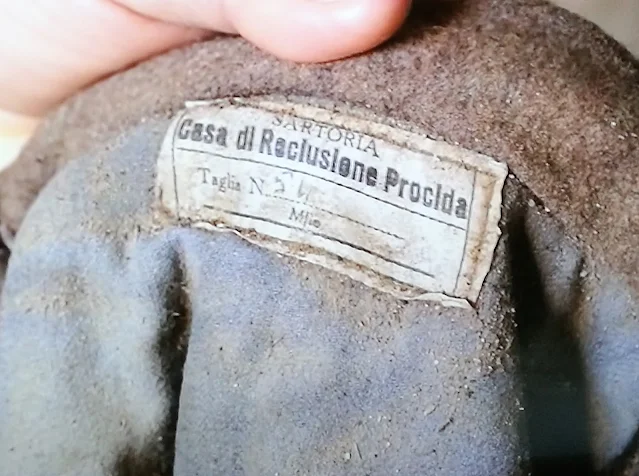 SARTORIA
Casa di Reclusione Procida
Taglia N.